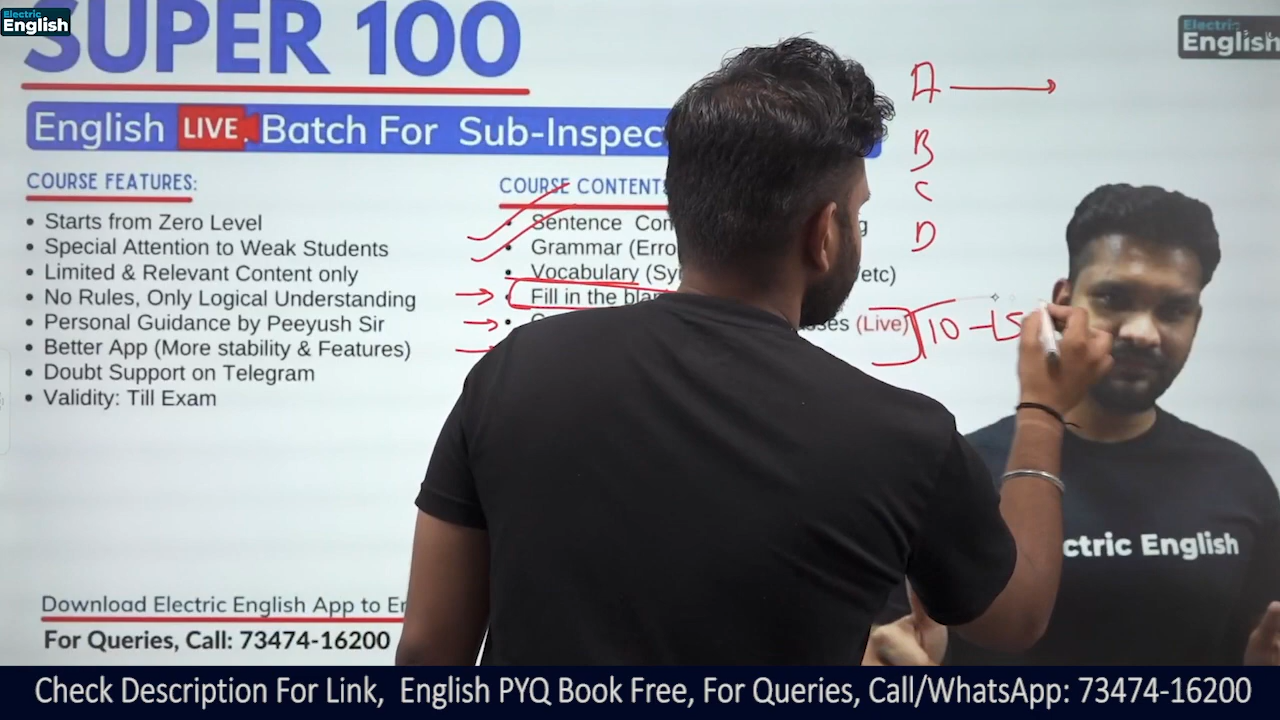 Electric
English
SUPER 100
Electric
English
English LIVE Batch For Sub-Inspec
COURSE FEATURES:
• Starts from Zero Level
• Special Attention to Weak Students
• Limited & Relevant Content only
• No Rules, Only Logical Understanding
• Personal Guidance by Peeyush Sir
• Better App (More stability & Features)
• Doubt Support on Telegram
• Validity: Till Exam
COURSE CONTENT
• Sentence Con
• Grammar (Erro
• Vocabulary (Sy etc)
• Fill in the bla
(Live)
A
B
C
D
10-15
ctric English
Download Electric English App to
For Queries, Call: 73474-16200
Check Description For Link, English PYQ Book Free, For Queries, Call/WhatsApp: 73474-16200